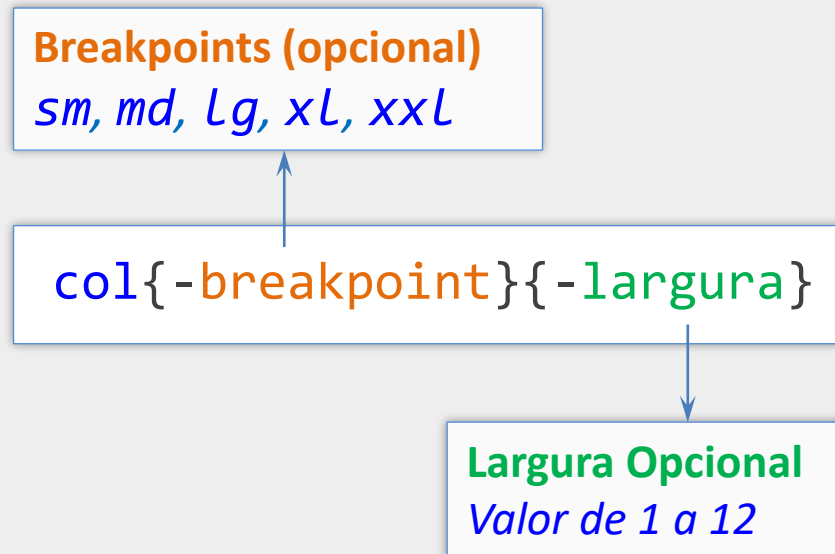 Breakpoints (opcional)
sm, md, lg, xl, xxl
col{-breakpoint}{-largura}
Largura Opcional
Valor de 1 a 12